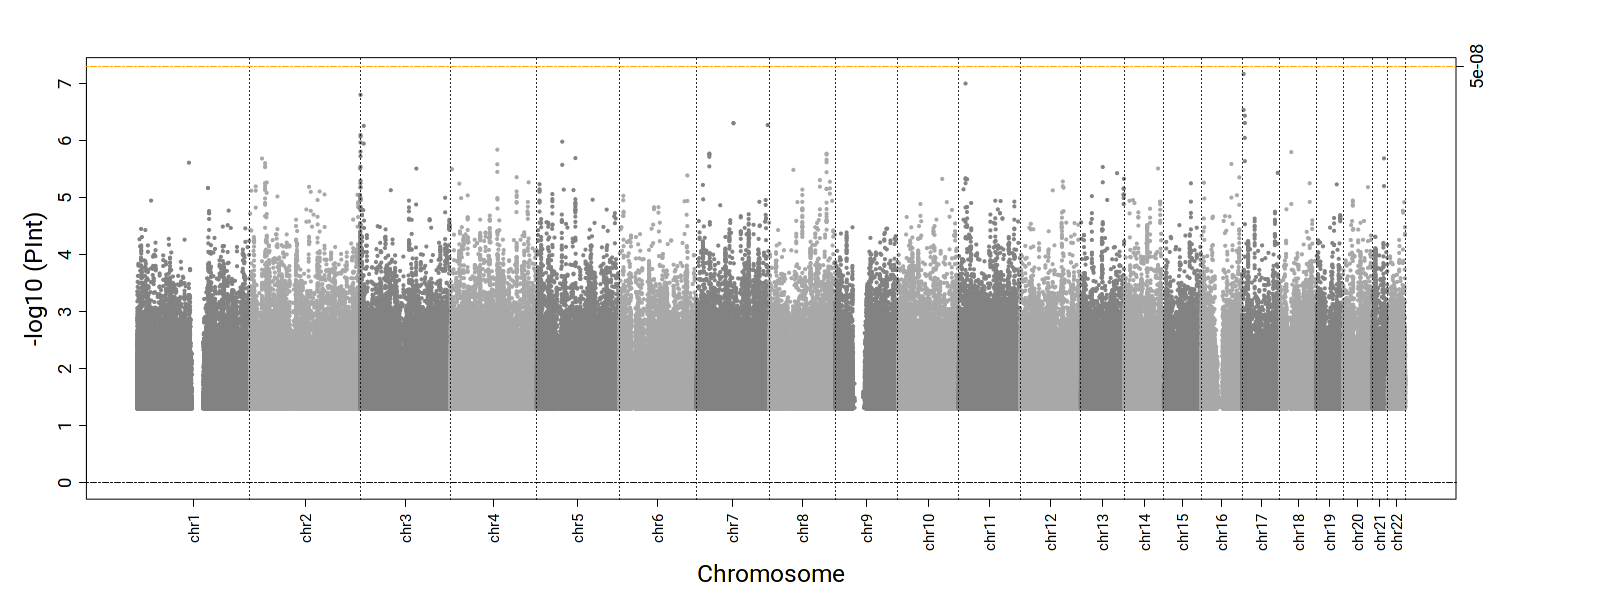 5e-08
7
6
5
4
3
2
1
0
-log10 (PInt)
chr1
chr2
chr3
chr4
chr5
chr6
chr7
chr8
chr9
chr10
chr11
chr12
chr13
chr14
chr15
chr16
chr17
chr18
chr19
chr20
chr21
chr22
Chromosome